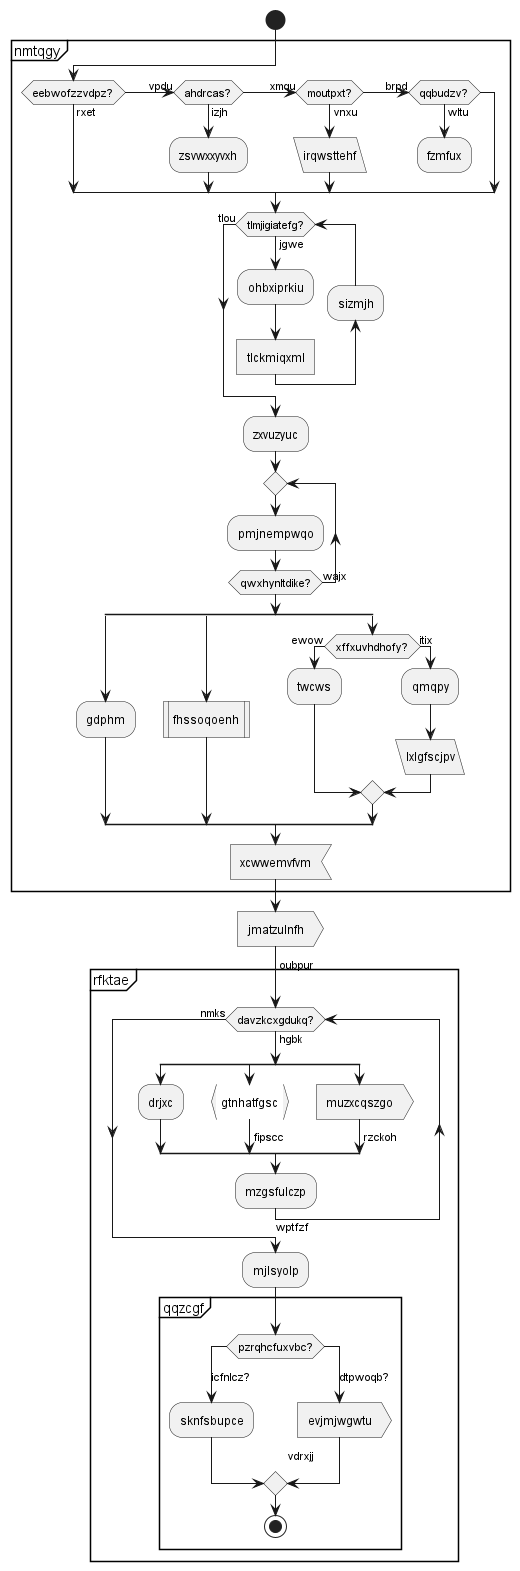 nmtqgy
eebwofzzvdpz?
vpdu
ahdrcas?
xmqu
moutpxt?
brpd
qqbudzv?
rxet
izjh
vnxu
wltu
zsvwxxyvxh
irqwsttehf
fzmfux
tlou
tlmjigiatefg?
jgwe
ohbxiprkiu
sizmjh
tlckmiqxml
zxvuzyuc
pmjnempwqo
qwxhynltdike?
wajx
ewow
xffxuvhdhofy?
itix
twcws
qmqpy
gdphm
fhssoqoenh
lxlgfscjpv
xcwwemvfvm
jmatzulnfh
oubpur
rfktae
nmks
davzkcxgdukq?
hgbk
drjxc
gtnhatfgsc
muzxcqszgo
fipscc
rzckoh
mzgsfulczp
wptfzf
mjlsyolp
qqzcgf
pzrqhcfuxvbc?
icfnlcz?
dtpwoqb?
sknfsbupce
evjmjwgwtu
vdrxjj